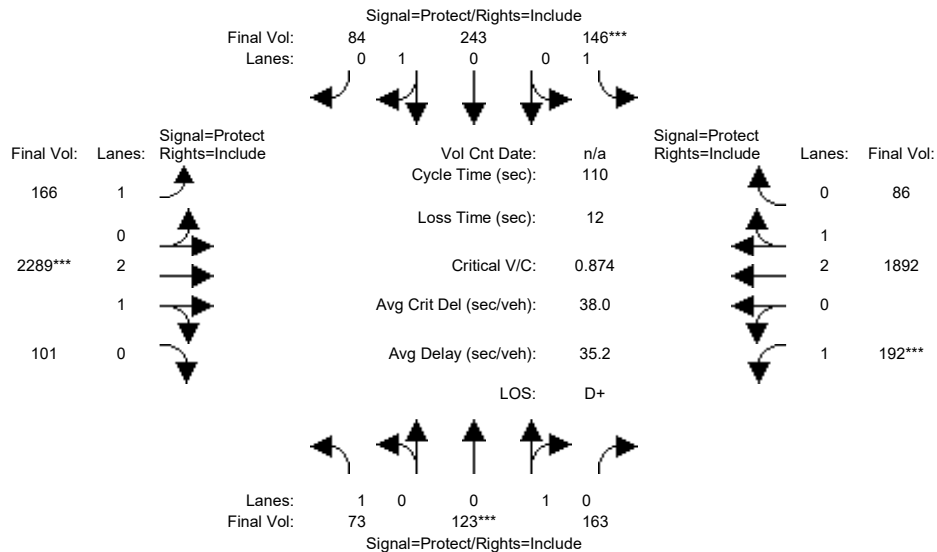 Signal=Protect/Rights=Include
Final Vol: 84 243 146***
Lanes: 0 1 0 0 1
Signal=Protect
Final Vol: Lanes: Rights=Include
Vol Cnt Date: n/a
Signal=Protect
Rights=Include Lanes: Final Vol:
Cycle Time (sec): 110
166 1
0 86
Loss Time (sec): 12
0
1
2289*** 2
Critical V/C: 0.874
2 1892
1
Avg Crit Del (sec/veh): 38.0
0
101 0
Avg Delay (sec/veh): 35.2
1 192***
LOS: D+
Lanes: 1 0 0 1 0
Final Vol: 73 123*** 163
Signal=Protect/Rights=Include